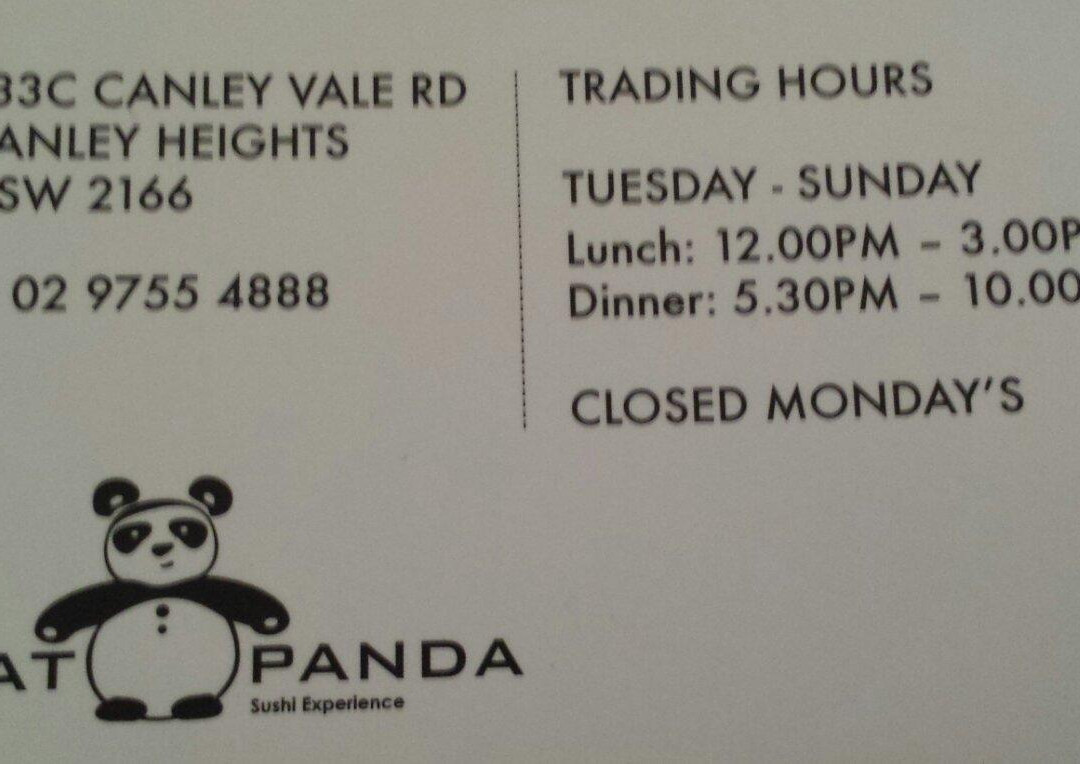 33C CANLEY VALE RD
ANLEY HEIGHTS
SW 2166
02 9755 4888
TRADING HOURS
TUESDAY - SUNDAY
Lunch: 12.00PM – 3.00P
Dinner: 5.30PM – 10.00
CLOSED MONDAY'S
AT PANDA
Sushi Experience